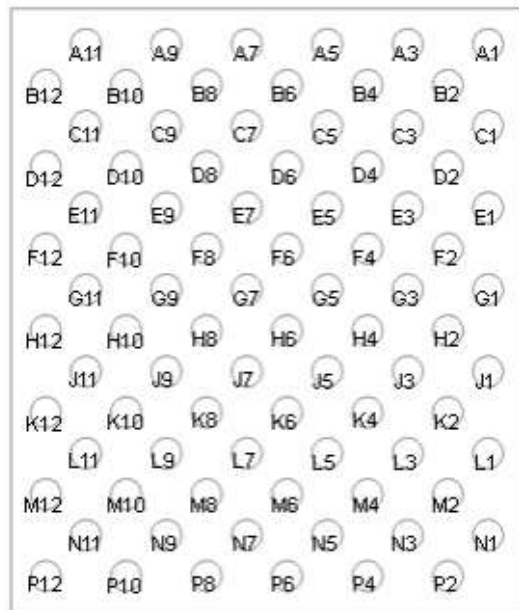 A11 A9 A7 A5 A3 A1
B12 B10 B8 B6 B4 B2
C11 C9 C7 C5 C3 C1
D12 D10 D8 D6 D4 D2
E11 E9 E7 E5 E3 E1
F12 F10 F8 F6 F4 F2
G11 G9 G7 G5 G3 G1
H12 H10 H8 H6 H4 H2
J11 J9 J7 J5 J3 J1
K12 K10 K8 K6 K4 K2
L11 L9 L7 L5 L3 L1
M12 M10 M8 M6 M4 M2
N11 N9 N7 N5 N3 N1
P12 P10 P8 P6 P4 P2